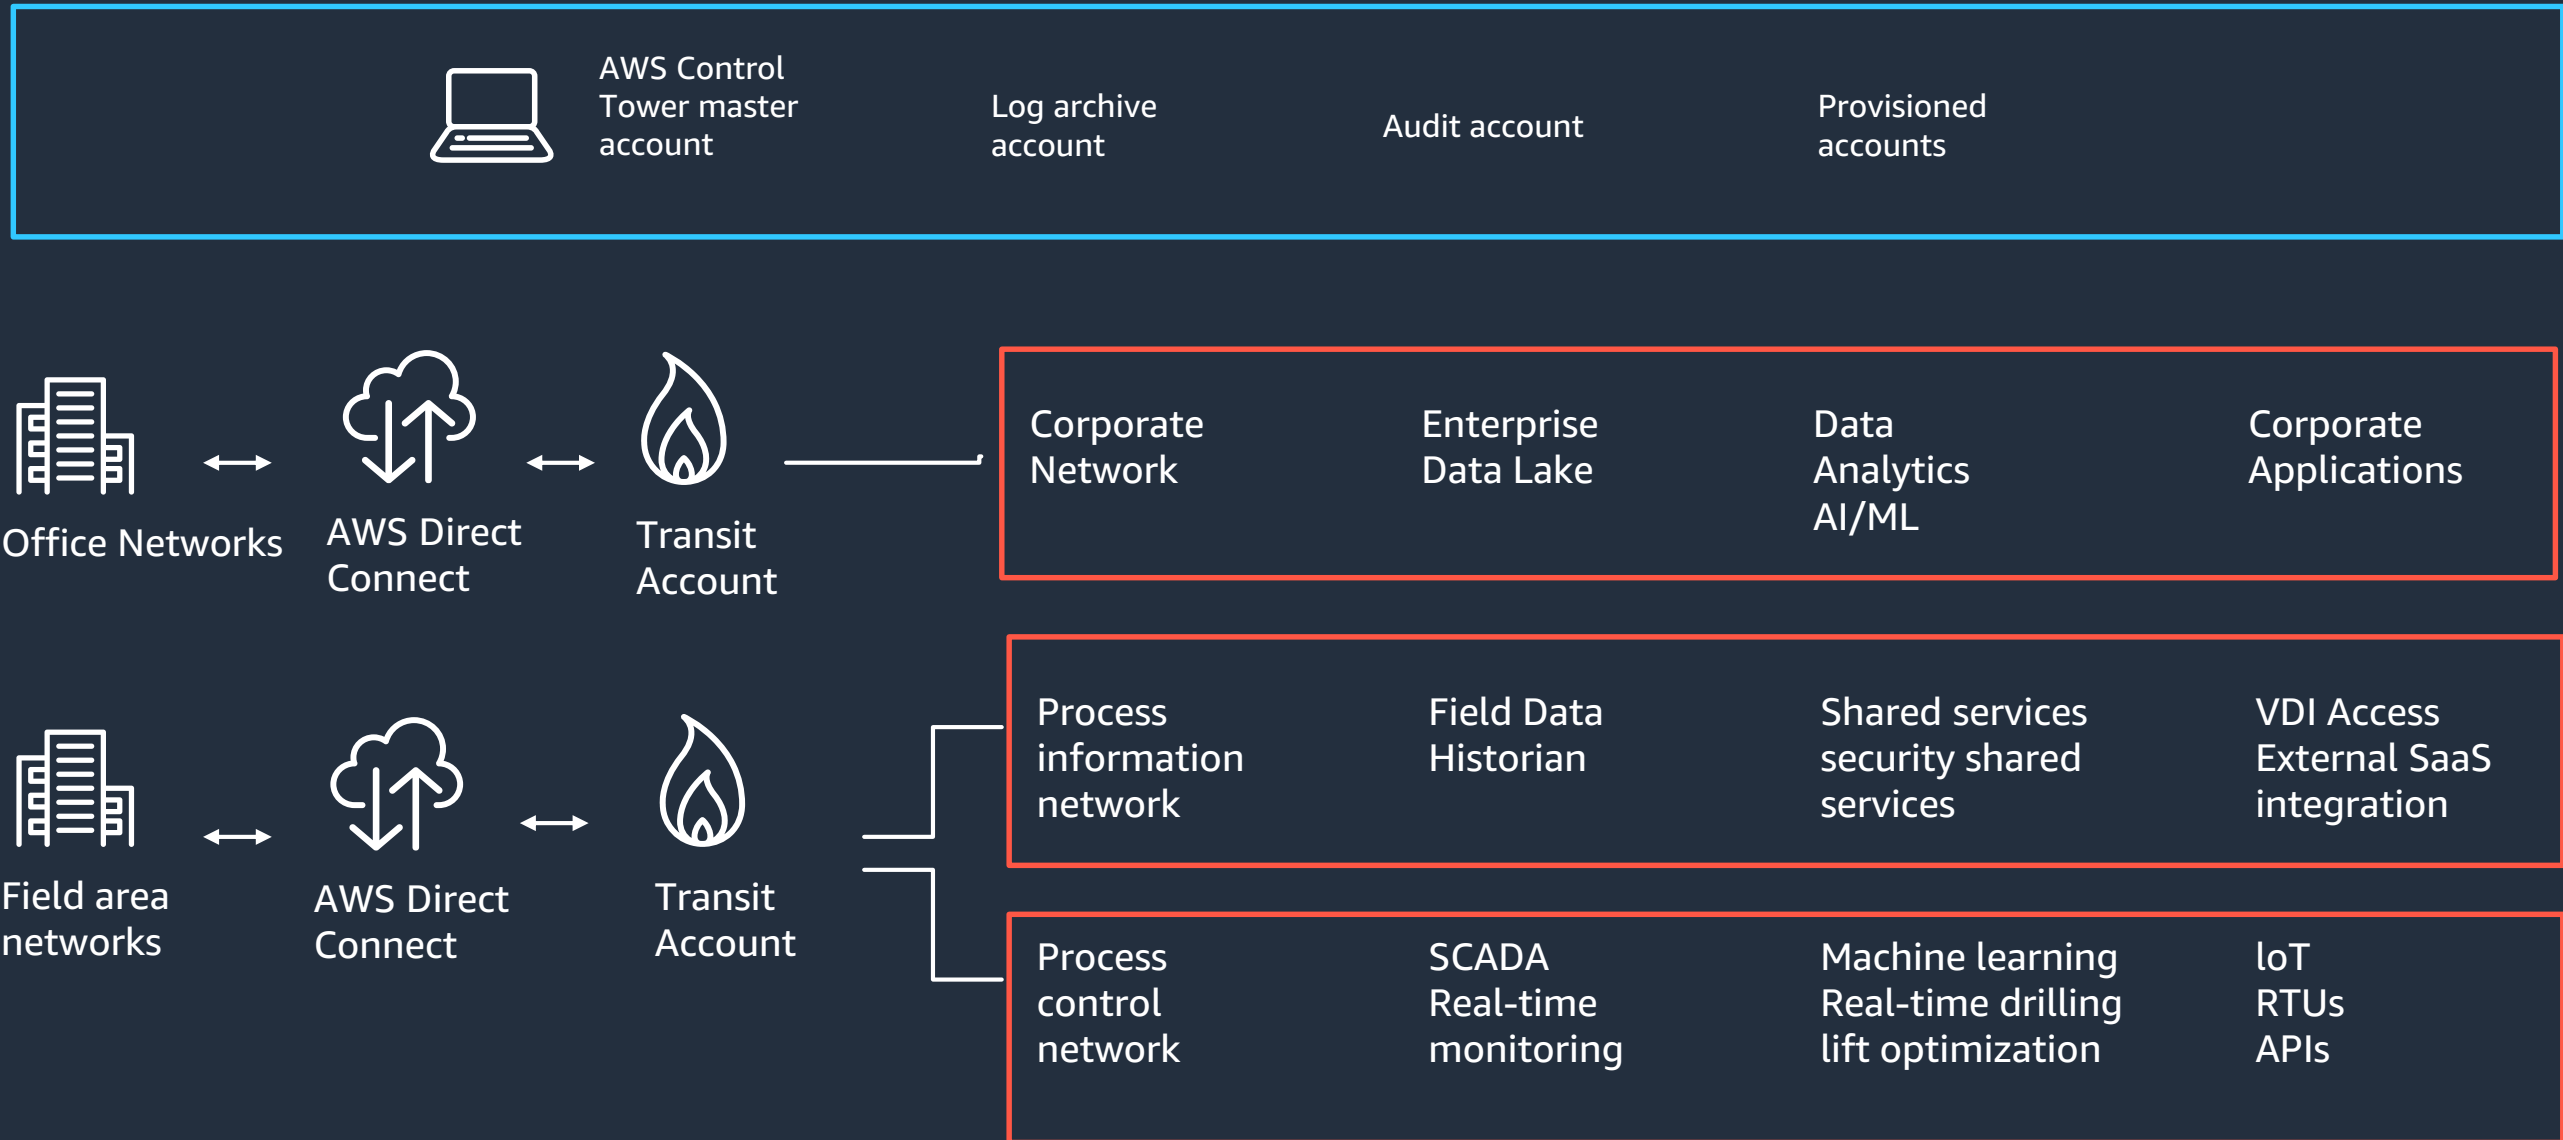 AWS Control
Tower master
account
Log archive
account
Audit account
Provisioned
accounts
Office Networks
AWS Direct
Connect
Transit
Account
Corporate
Network
Enterprise
Data Lake
Data
Analytics
AI/ML
Corporate
Applications
Field area
networks
AWS Direct
Connect
Transit
Account
Process
information
network
Field Data
Historian
Shared services
security shared
services
VDI Access
External SaaS
integration
Process
control
network
SCADA
Real-time
monitoring
Machine learning
Real-time drilling
lift optimization
loT
RTUs
APIs